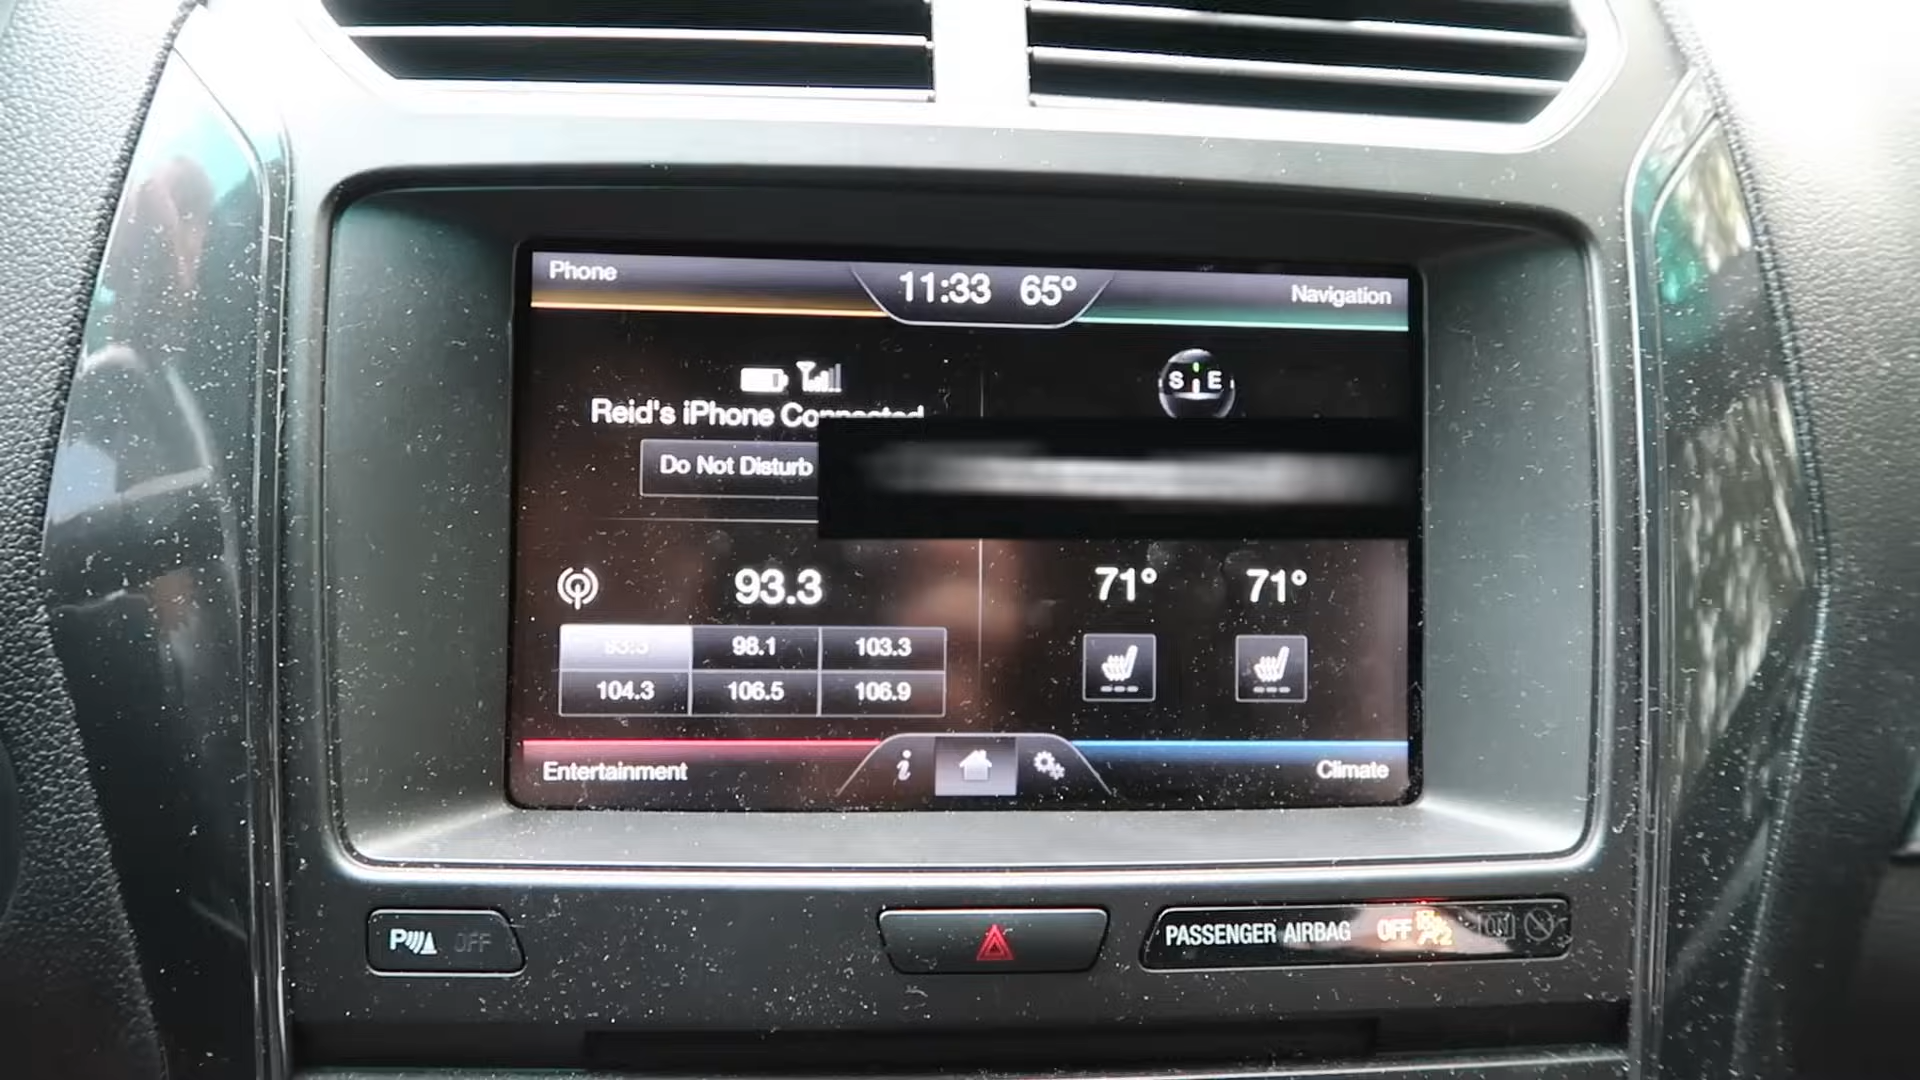 Phone
11:33 65°
Navigation
S E
Reid's iPhone Connected
Do Not Disturb
93.3
71° 71°
93.3 98.1 103.3
104.3 106.5 106.9
Entertainment
i
Climate
P OFF
PASSENGER AIRBAG OFF ON